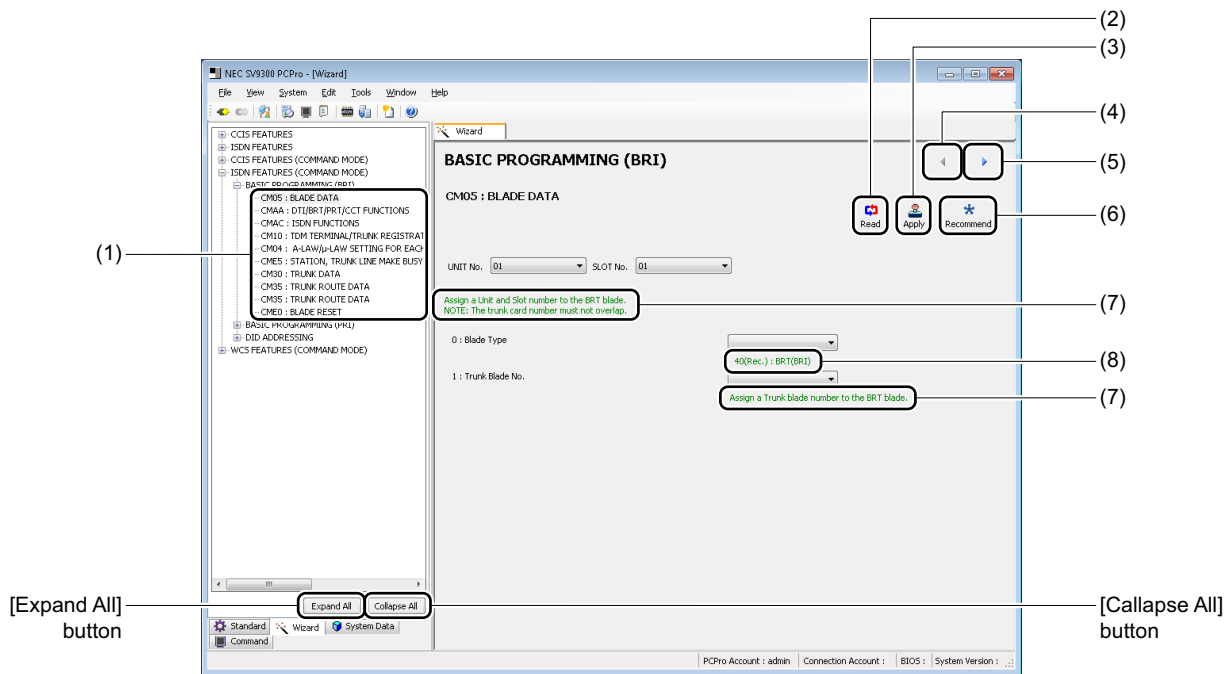 (2)
(3)
NEC SV9300 PCPro - [Wizard]
File View System Edit Tools Window Help
(4)
CCIS FEATURES
ISDN FEATURES
CCIS FEATURES (COMMAND MODE)
ISDN FEATURES (COMMAND MODE)
BASIC PROGRAMMING (BRI)
CM05 : BLADE DATA
CMAA : DTI/BRT/PRT/CCT FUNCTIONS
CMAC : ISDN FUNCTIONS
CM10 : TDM TERMINAL/TRUNK REGISTRAT
CM04 : A-LAW/μ-LAW SETTING FOR EACH
CME5 : STATION, TRUNK LINE MAKE BUSY
CM30 : TRUNK DATA
CM35 : TRUNK ROUTE DATA
CM35 : TRUNK ROUTE DATA
CME0 : BLADE RESET
BASIC PROGRAMMING (PRI)
DID ADDRESSING
WCS FEATURES (COMMAND MODE)
(1)
Wizard
BASIC PROGRAMMING (BRI)
(5)
CM05 : BLADE DATA
Read
Apply
Recommend
(6)
UNIT No. 01
SLOT No. 01
Assign a Unit and Slot number to the BRT blade.
NOTE: The trunk card number must not overlap.
(7)
0 : Blade Type
40(Rec.) : BRT(BRI)
(8)
1 : Trunk Blade No.
Assign a Trunk blade number to the BRT blade.
(7)
[Expand All]
button
Expand All
Collapse All
[Callapse All]
button
Standard
Wizard
System Data
Command
PCPro Account : admin
Connection Account :
BIOS :
System Version :